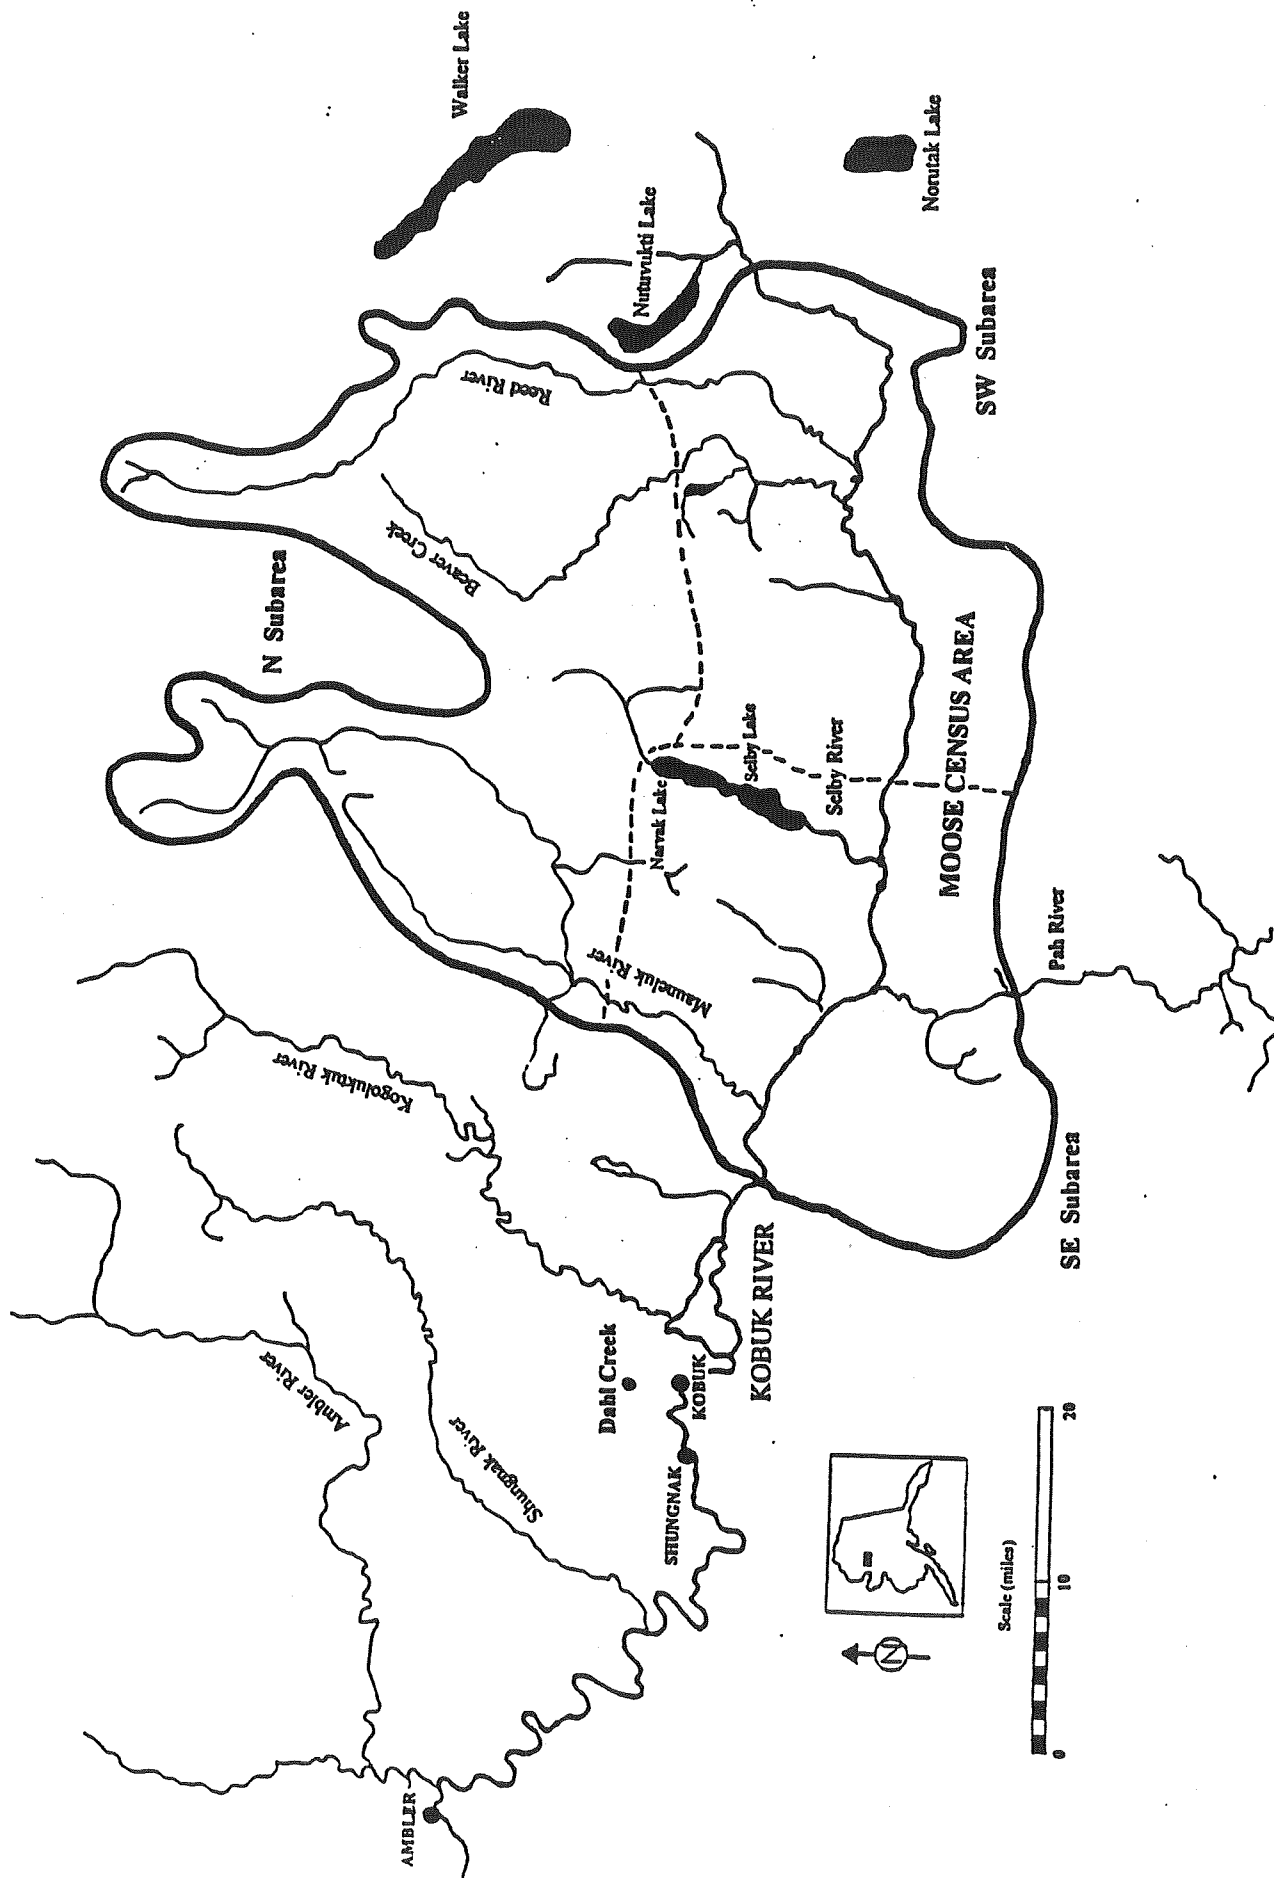 Walker Lake
Norutak Lake
Nutuvukti Lake
SW Subarea
Reed River
Beaver Creek
N Subarea
MOOSE CENSUS AREA
Selby Lake
Selby River
Narvak Lake
Pah River
Mauneluk River
Kogoluktuk River
SE Subarea
KOBUK RIVER
Dahl Creek
KOBUK
SHUNGNAK
Ambler River
Shungnak River
AMBLER
N
Scale (miles)
0
10
20